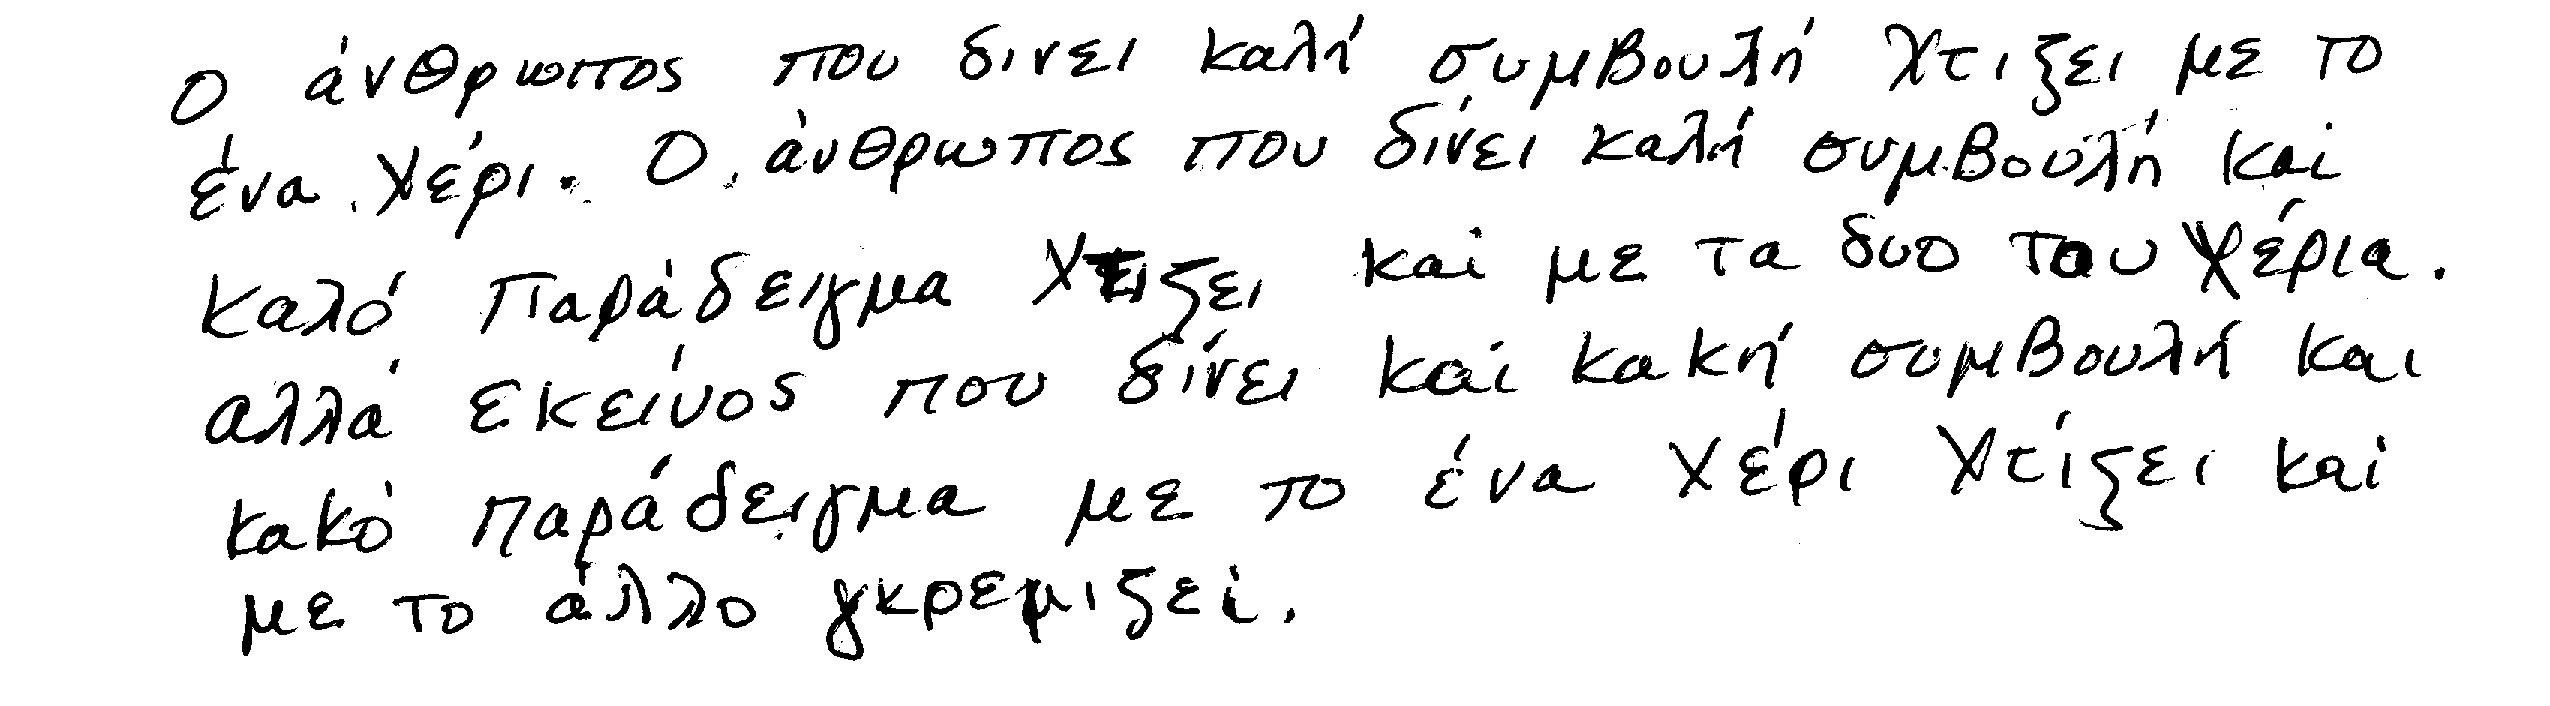 Ο άνθρωπος που δινει καλή συμβουλή χτιζει με το
ένα χέρι. Ο άνθρωπος που δίνει καλή συμβουλή και
καλό παράδειγμα χτιζει και με τα δυο του χέρια.
αλλά εκείνος που δίνει και κακή συμβουλή και
κακό παράδειγμα με το ένα χέρι χτίζει και
με το άλλο γκρεμιζει.